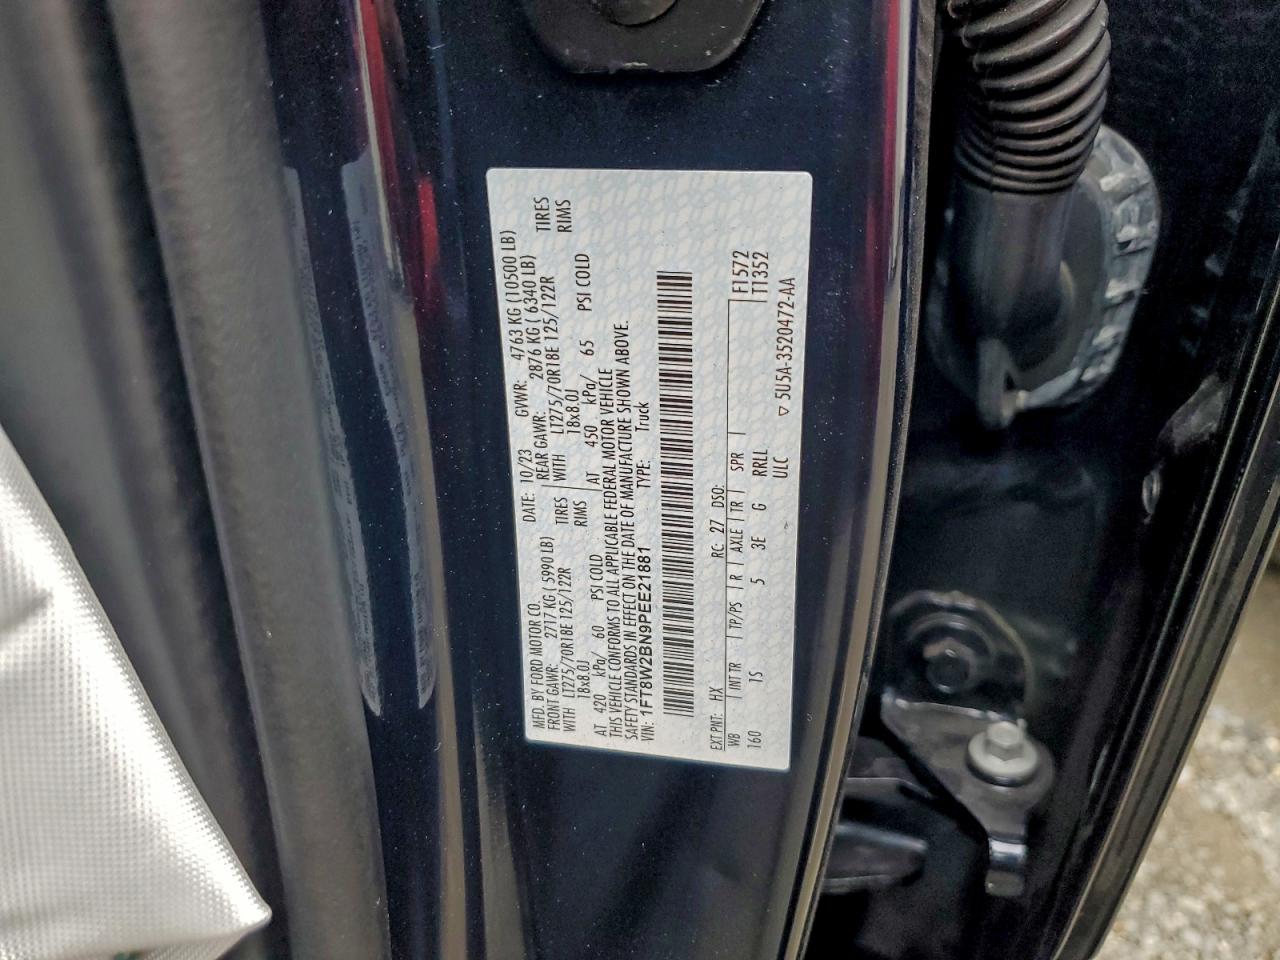 MFD. BY FORD MOTOR CO.
DATE: 10/23 GVWR: 4763 KG (10500 LB)
FRONT GAWR: 2717 KG ( 5990 LB)
REAR GAWR: 2876 KG ( 6340 LB)
WITH LT275/70R18E 125/122R TIRES
WITH LT275/70R18E 125/122R TIRES
18x8.0J RIMS
18x8.0J RIMS
AT 420 kPa/ 60 PSI COLD
AT 450 kPa/ 65 PSI COLD
THIS VEHICLE CONFORMS TO ALL APPLICABLE FEDERAL MOTOR VEHICLE
SAFETY STANDARDS IN EFFECT ON THE DATE OF MANUFACTURE SHOWN ABOVE.
VIN: 1FT8W2BN9PEE21881 TYPE: Truck
EXT PNT: HX RC: 27 DSO:
WB INT TR TP/PS R AXLE TR SPR F1572
160 1S 5 3E G RRLL T1352
ULC 5U5A-3520472-AA